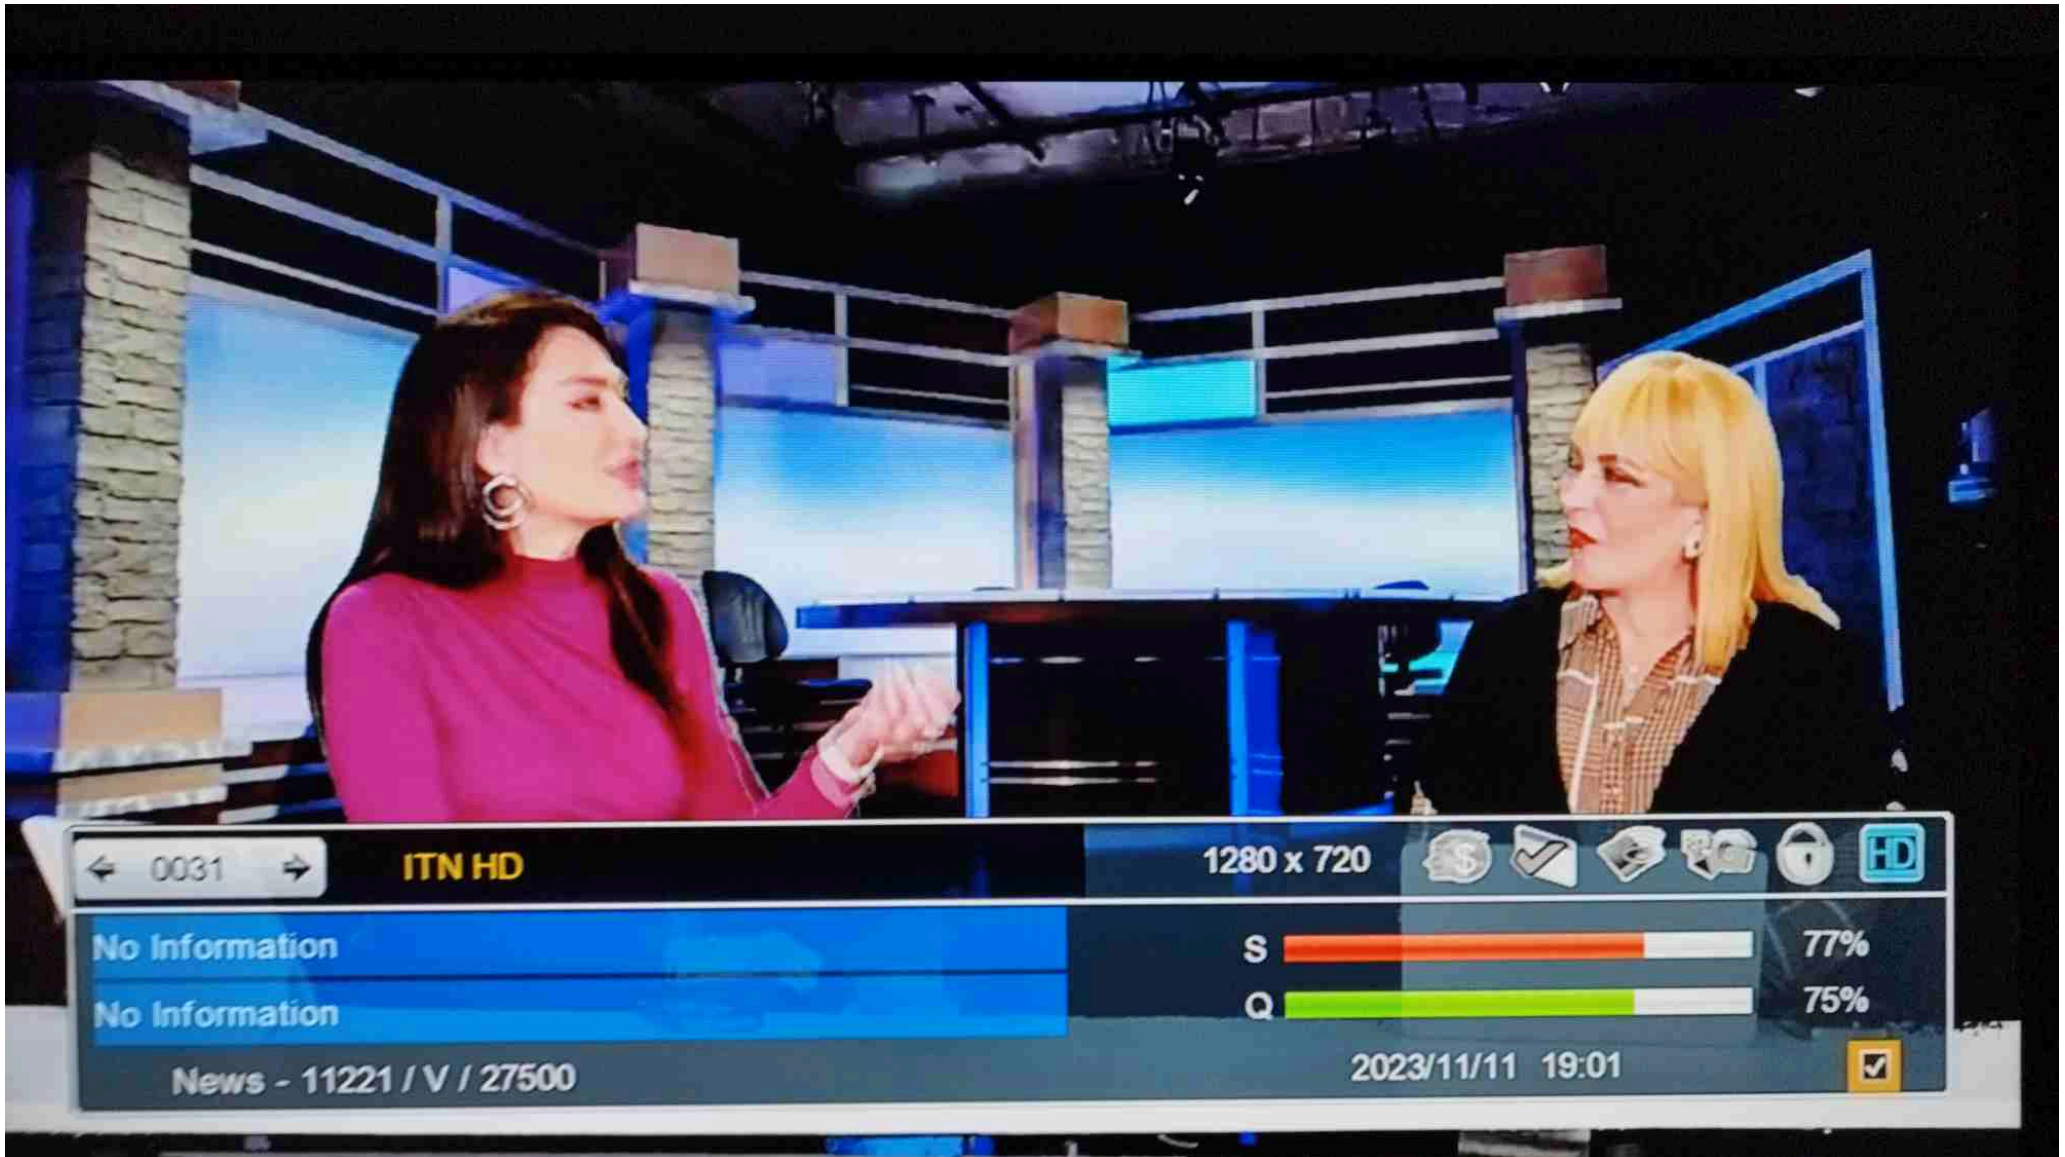 0031 ITN HD 1280 x 720 $ HD
No Information
S 77%
No Information
Q 75%
News - 11221 / V / 27500 2023/11/11 19:01